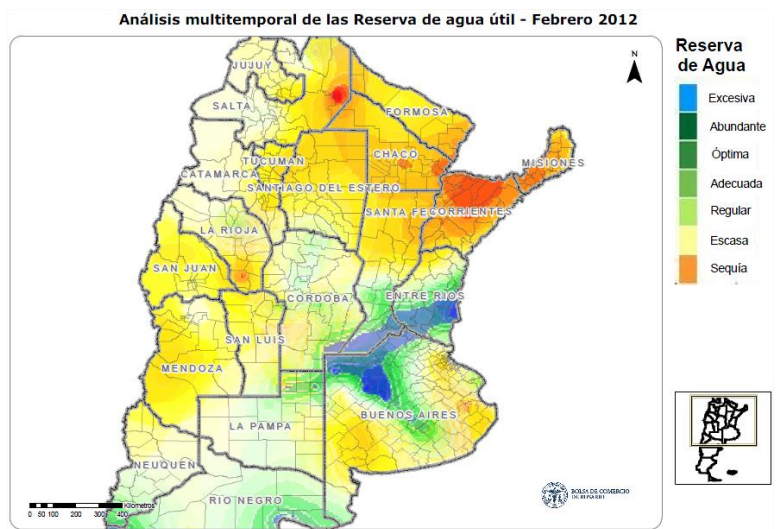 Análisis multitemporal de las Reserva de agua útil - Febrero 2012
Reserva
de Agua
Excesiva
Abundante
Óptima
Adecuada
Regular
Escasa
Sequía
N
JUJUY
SALTA
FORMOSA
CHACO
MISIONES
TUCUMAN
CATAMARCA
SANTIAGO DEL ESTERO
SANTA FE
CORRIENTES
LA RIOJA
SAN JUAN
CORDOBA
ENTRE RIOS
SAN LUIS
MENDOZA
BUENOS AIRES
LA PAMPA
NEUQUEN
RIO NEGRO
Kilometros
0 50 100 200 300 400
BOLSA DE COMERCIO
DE ROSARIO